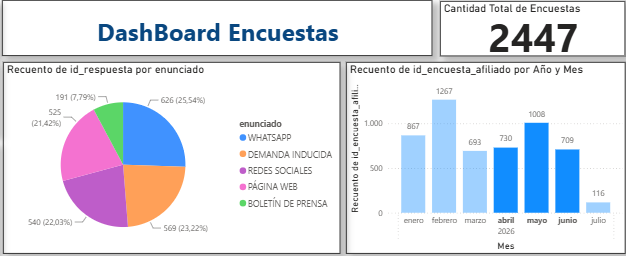 DashBoard Encuestas
Cantidad Total de Encuestas
2447
Recuento de id_respuesta por enunciado
191 (7,79%)
626 (25,54%)
525
(21,42%)
540 (22,03%)
569 (23,22%)
enunciado
WHATSAPP
DEMANDA INDUCIDA
REDES SOCIALES
PÁGINA WEB
BOLETÍN DE PRENSA
Recuento de id_encuesta_afiliado por Año y Mes
Recuento de id_encuesta_afili...
1.000
500
0
867
1267
693
730
1008
709
116
enero febrero marzo abril mayo junio julio
2026
Mes